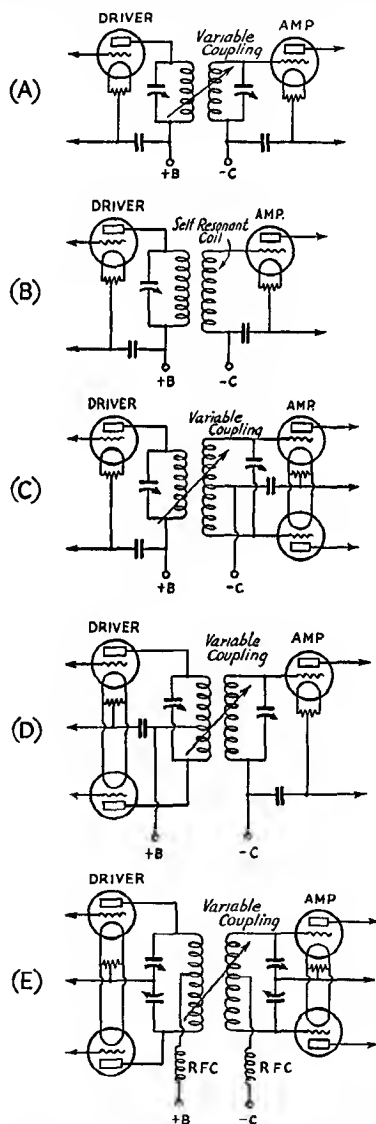 DRIVER
Variable
Coupling
AMP.
(A)
+B
-C
DRIVER
Self Resonant
Coil
AMP.
(B)
+B
-C
DRIVER
Variable
Coupling
AMP.
(C)
+B
-C
DRIVER
Variable
Coupling
AMP
(D)
+B
-C
DRIVER
Variable
Coupling
AMP
(E)
RFC
RFC
+B
-C